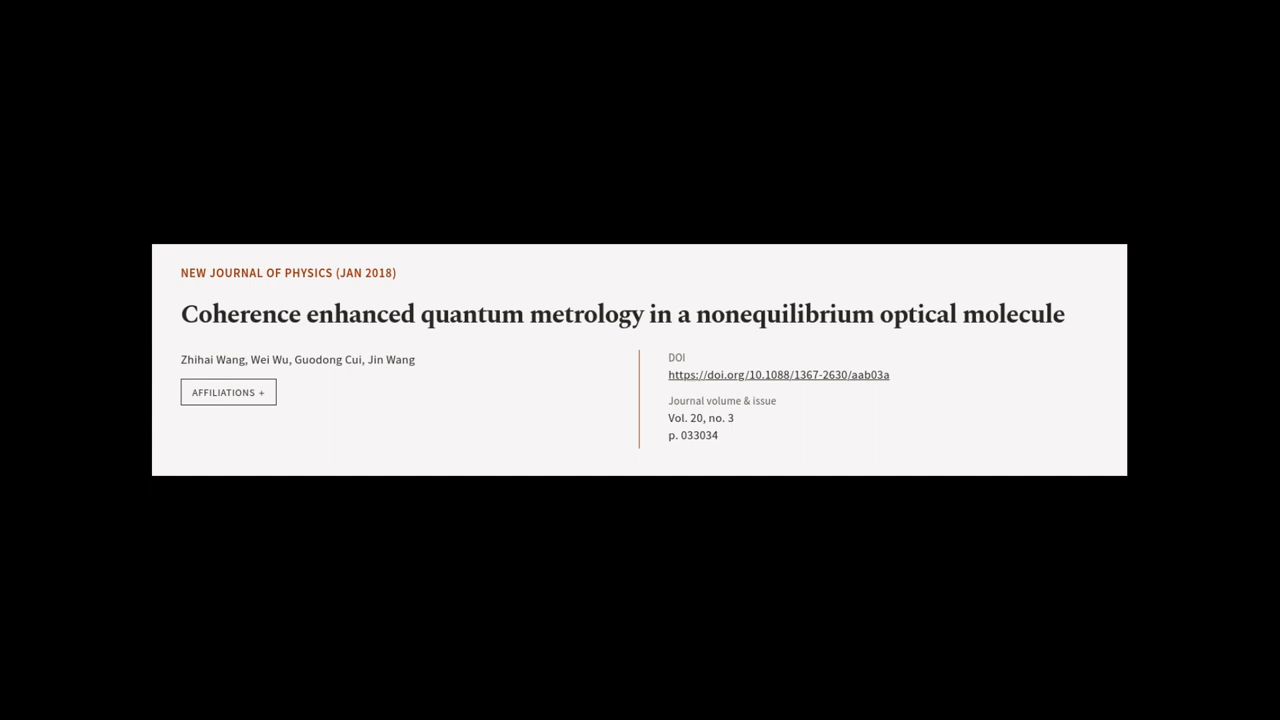 NEW JOURNAL OF PHYSICS (JAN 2018)
Coherence enhanced quantum metrology in a nonequilibrium optical molecule
Zhihai Wang, Wei Wu, Guodong Cui, Jin Wang
AFFILIATIONS +
DOI
https://doi.org/10.1088/1367-2630/aab03a
Journal volume & issue
Vol. 20, no. 3
p. 033034